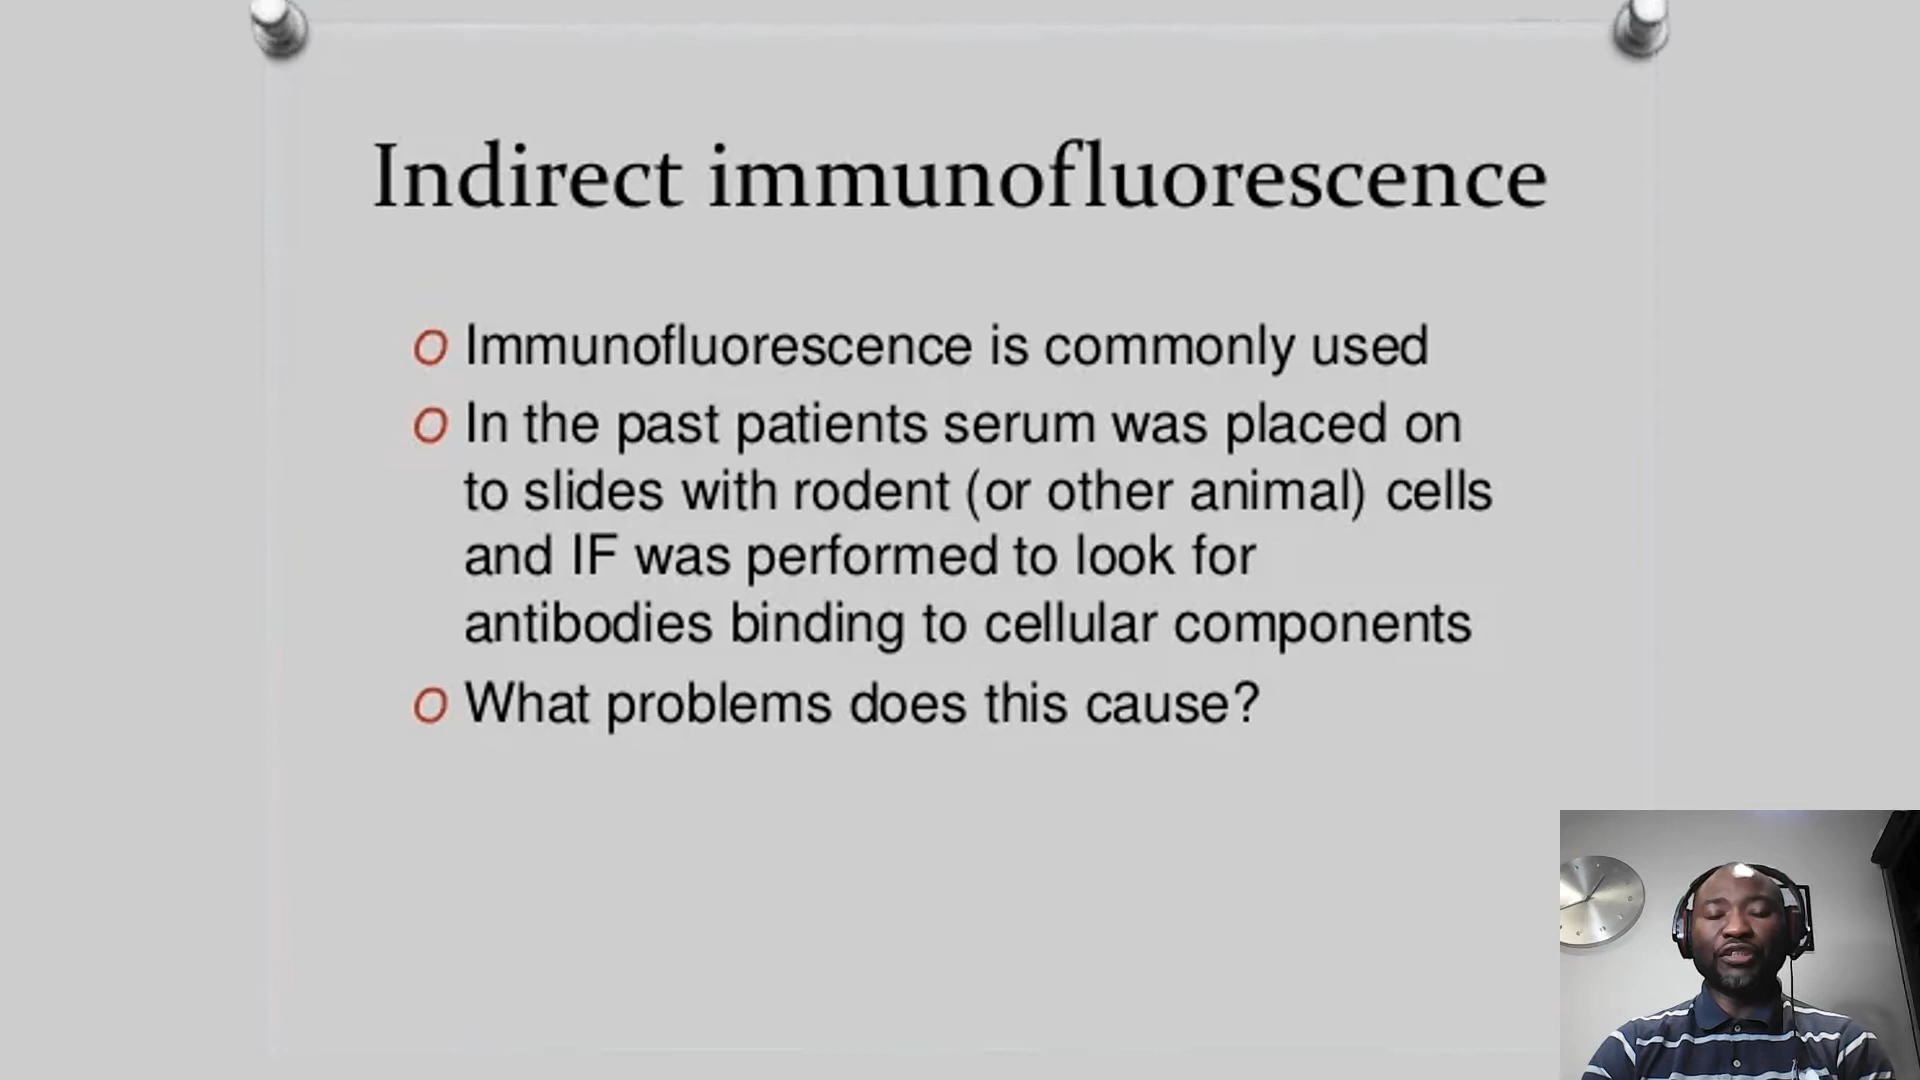 Indirect immunofluorescence
O Immunofluorescence is commonly used
O In the past patients serum was placed on
to slides with rodent (or other animal) cells
and IF was performed to look for
antibodies binding to cellular components
O What problems does this cause?